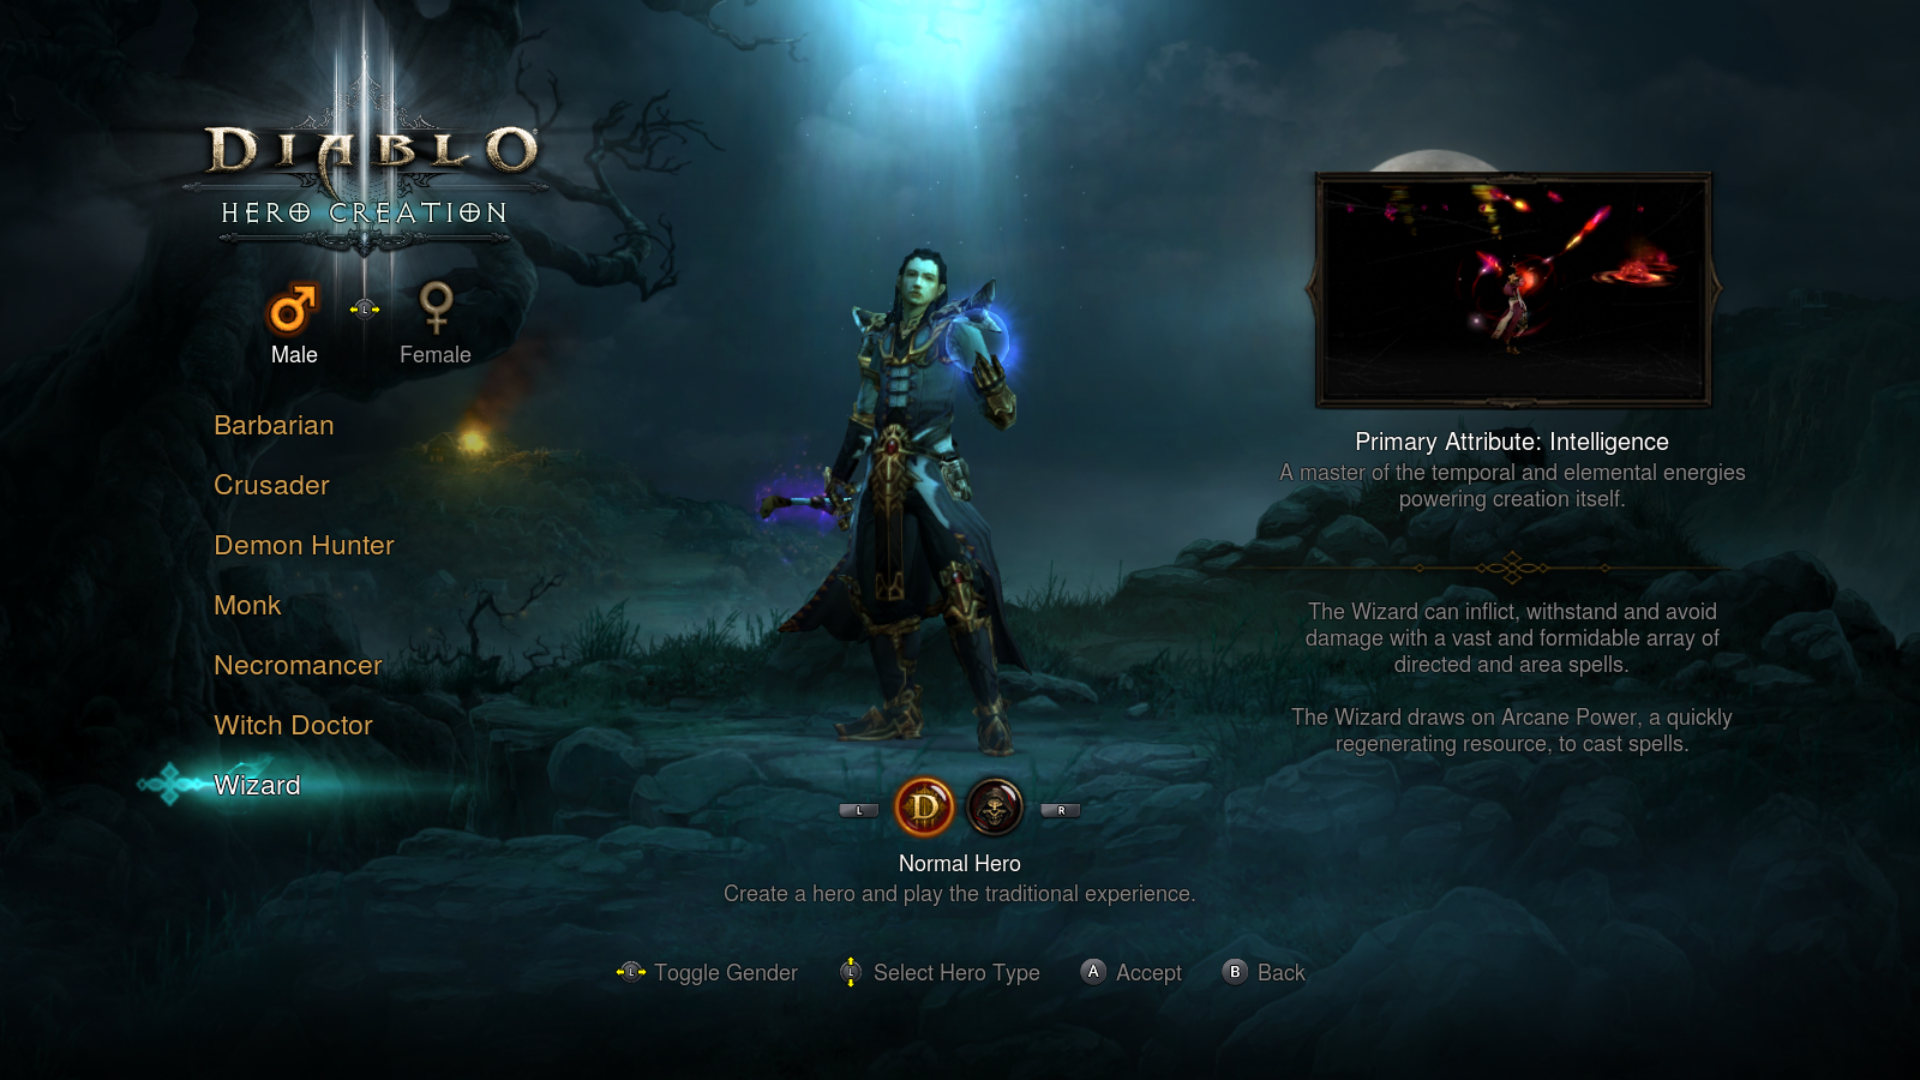 DIABLO
HERO CREATION
L
Male
Female
Barbarian
Crusader
Demon Hunter
Monk
Necromancer
Witch Doctor
Wizard
Primary Attribute: Intelligence
A master of the temporal and elemental energies
powering creation itself.
The Wizard can inflict, withstand and avoid
damage with a vast and formidable array of
directed and area spells.
The Wizard draws on Arcane Power, a quickly
regenerating resource, to cast spells.
L D R
Normal Hero
Create a hero and play the traditional experience.
L Toggle Gender L Select Hero Type A Accept B Back